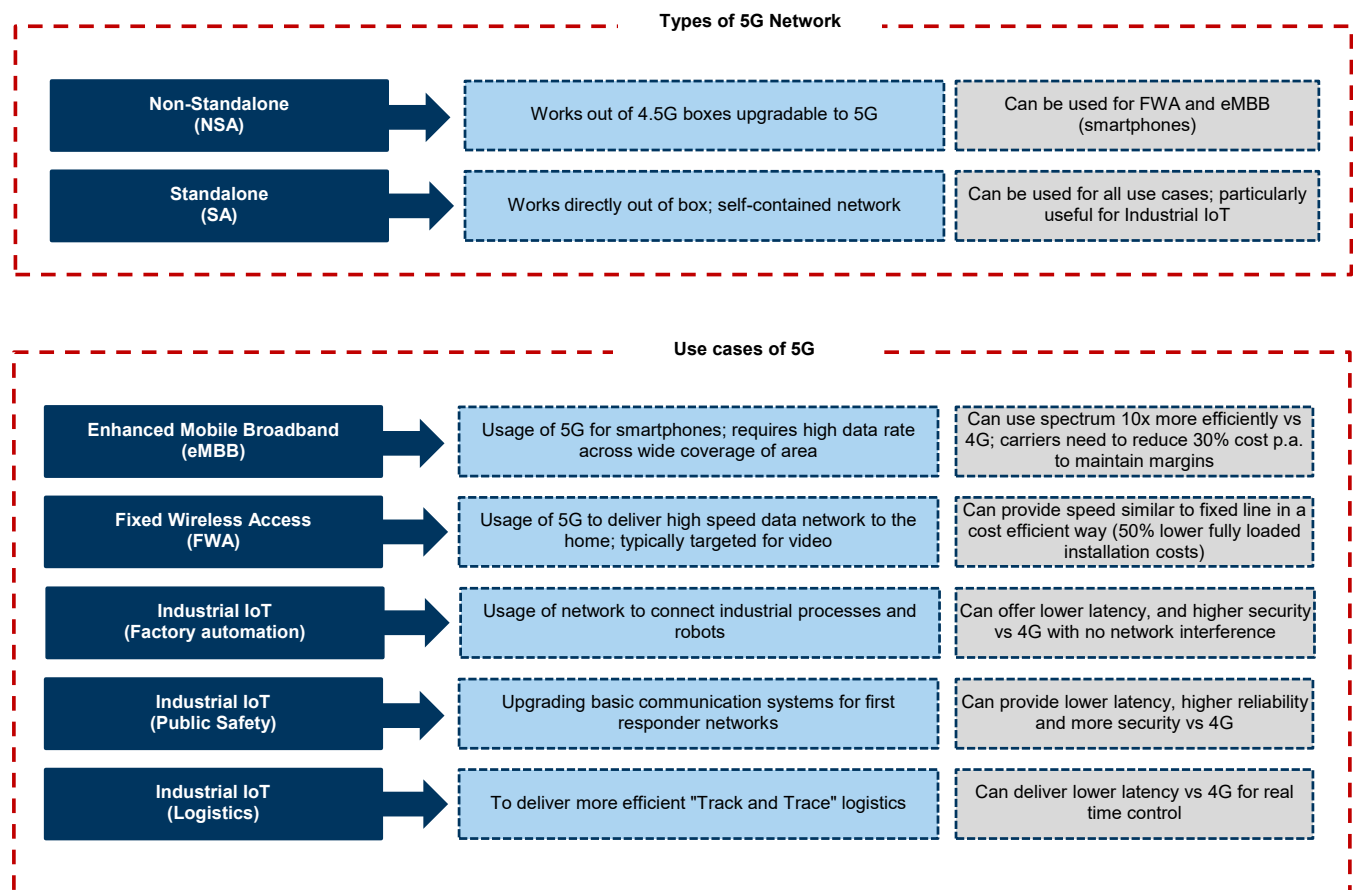 Types of 5G Network
Non-Standalone
(NSA)
Works out of 4.5G boxes upgradable to 5G
Can be used for FWA and eMBB
(smartphones)
Standalone
(SA)
Works directly out of box; self-contained network
Can be used for all use cases; particularly
useful for Industrial IoT
Use cases of 5G
Enhanced Mobile Broadband
(eMBB)
Usage of 5G for smartphones; requires high data rate
across wide coverage of area
Can use spectrum 10x more efficiently vs
4G; carriers need to reduce 30% cost p.a.
to maintain margins
Fixed Wireless Access
(FWA)
Usage of 5G to deliver high speed data network to the
home; typically targeted for video
Can provide speed similar to fixed line in a
cost efficient way (50% lower fully loaded
installation costs)
Industrial IoT
(Factory automation)
Usage of network to connect industrial processes and
robots
Can offer lower latency, and higher security
vs 4G with no network interference
Industrial IoT
(Public Safety)
Upgrading basic communication systems for first
responder networks
Can provide lower latency, higher reliability
and more security vs 4G
Industrial IoT
(Logistics)
To deliver more efficient "Track and Trace" logistics
Can deliver lower latency vs 4G for real
time control